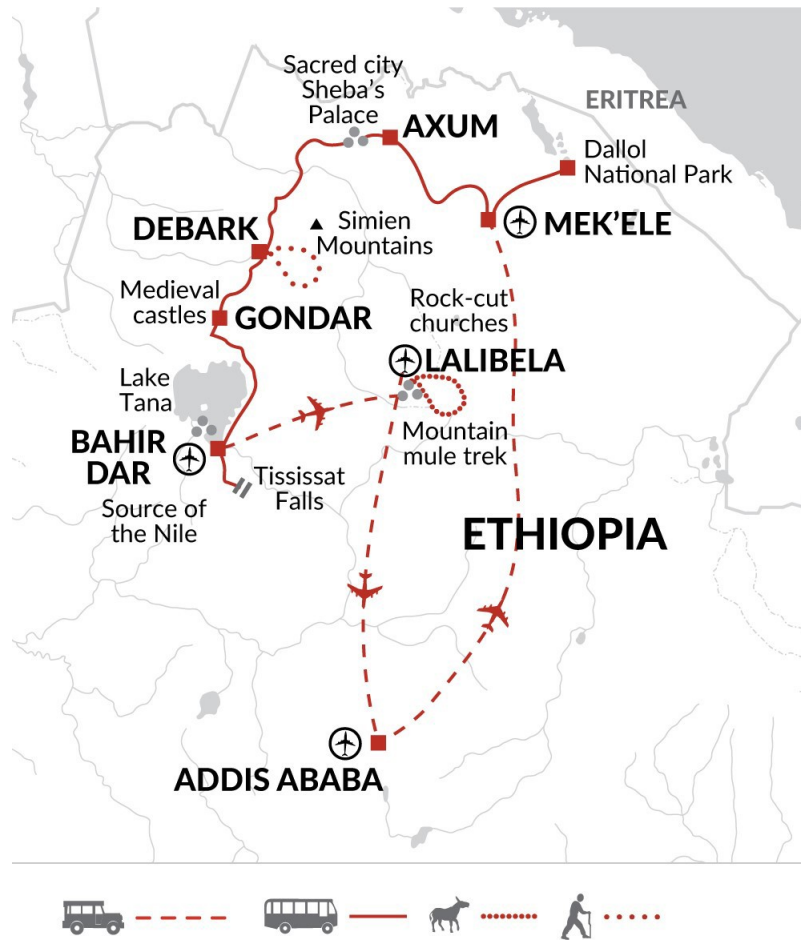 Sacred city
Sheba's
Palace
AXUM
ERITREA
Dallol
National Park
MEK'ELE
DEBARK
Simien
Mountains
Medieval
castles
GONDAR
Rock-cut
churches
LALIBELA
Lake
Tana
Mountain
mule trek
BAHIR
DAR
Tississat
Falls
Source of
the Nile
ETHIOPIA
ADDIS ABABA